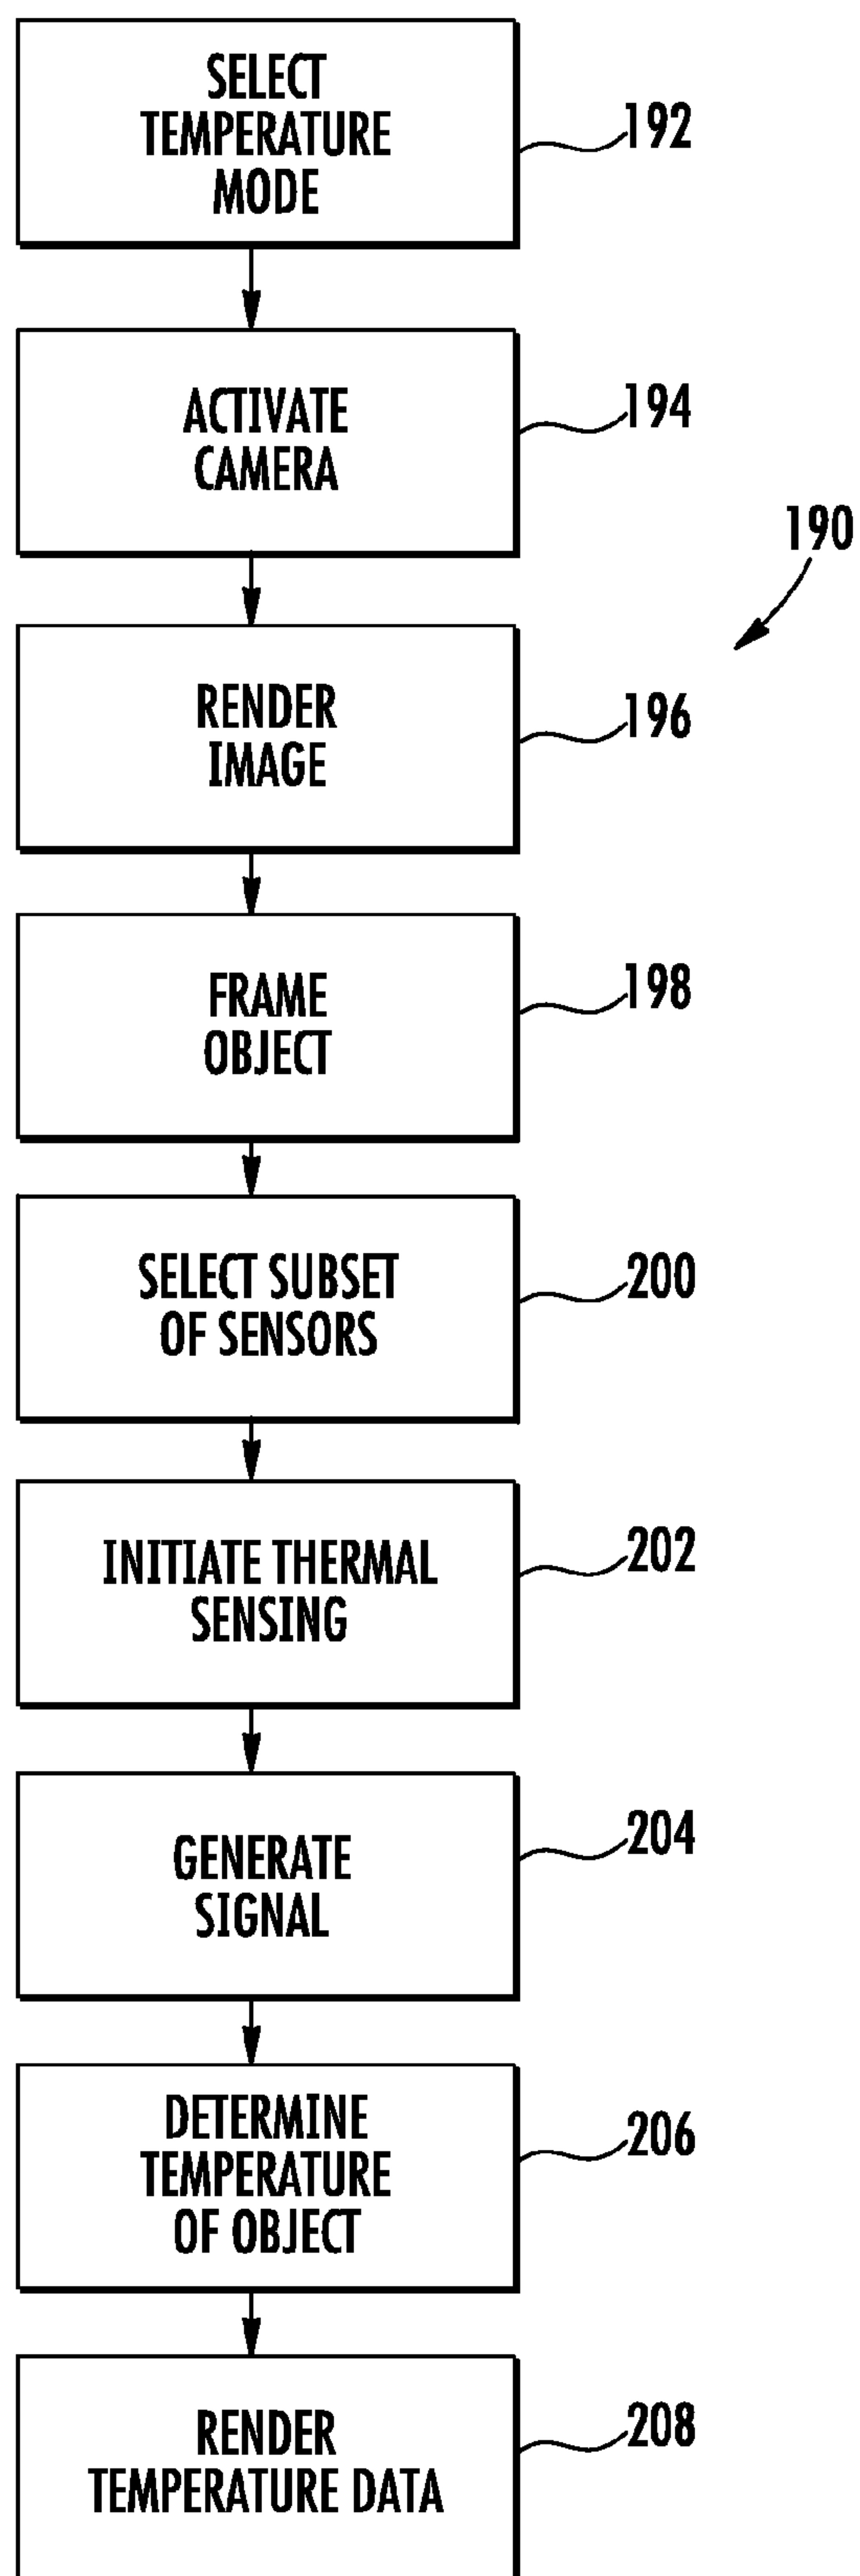 SELECT
TEMPERATURE
MODE
192
ACTIVATE
CAMERA
194
190
RENDER
IMAGE
196
FRAME
OBJECT
198
SELECT SUBSET
OF SENSORS
200
INITIATE THERMAL
SENSING
202
GENERATE
SIGNAL
204
DETERMINE
TEMPERATURE
OF OBJECT
206
RENDER
TEMPERATURE DATA
208